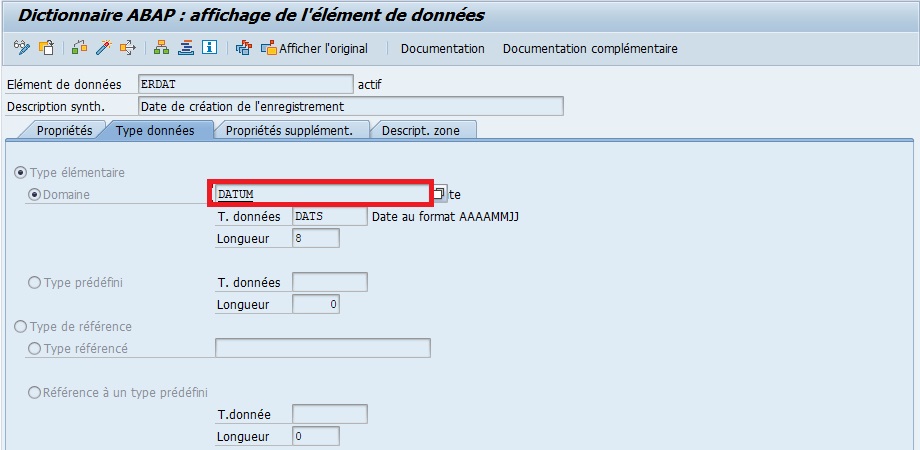 Dictionnaire ABAP : affichage de l'élément de données
Afficher l'original Documentation Documentation complémentaire
Elément de données ERDAT actif
Description synth. Date de création de l'enregistrement
Propriétés Type données Propriétés supplément. Descript. zone
Type élémentaire
Domaine DATUM te
T. données DATS Date au format AAAAMMJJ
Longueur 8
Type prédéfini T. données
Longueur 0
Type de référence
Type référencé
Référence à un type prédéfini
T.donnée
Longueur 0